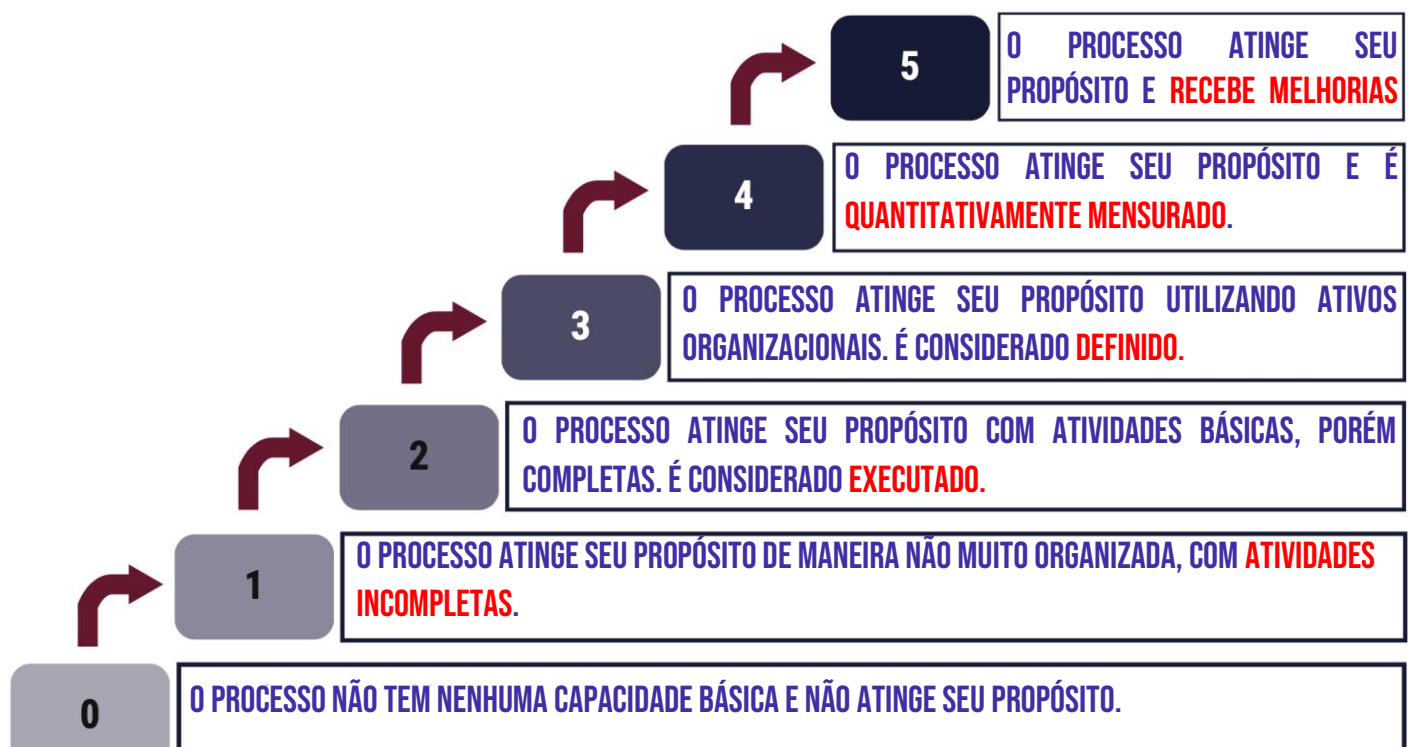 5
O PROCESSO ATINGE SEU
PROPÓSITO E RECEBE MELHORIAS
4
O PROCESSO ATINGE SEU PROPÓSITO E É
QUANTITATIVAMENTE MENSURADO.
3
O PROCESSO ATINGE SEU PROPÓSITO UTILIZANDO ATIVOS
ORGANIZACIONAIS. É CONSIDERADO DEFINIDO.
2
O PROCESSO ATINGE SEU PROPÓSITO COM ATIVIDADES BÁSICAS, PORÉM
COMPLETAS. É CONSIDERADO EXECUTADO.
1
O PROCESSO ATINGE SEU PROPÓSITO DE MANEIRA NÃO MUITO ORGANIZADA, COM ATIVIDADES
INCOMPLETAS.
0
O PROCESSO NÃO TEM NENHUMA CAPACIDADE BÁSICA E NÃO ATINGE SEU PROPÓSITO.